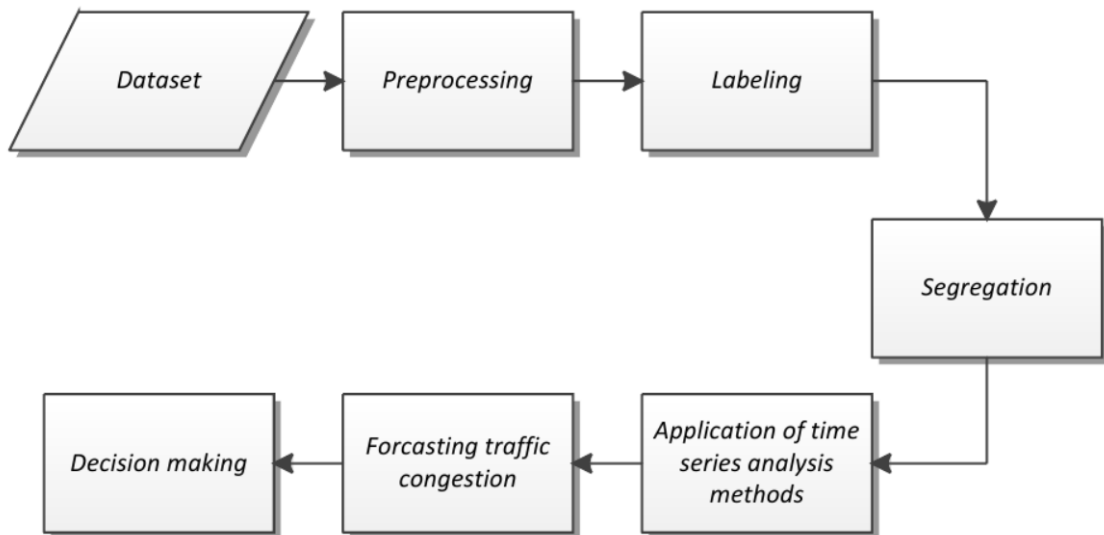 Dataset
Preprocessing
Labeling
Segregation
Application of time
series analysis
methods
Forcasting traffic
congestion
Decision making